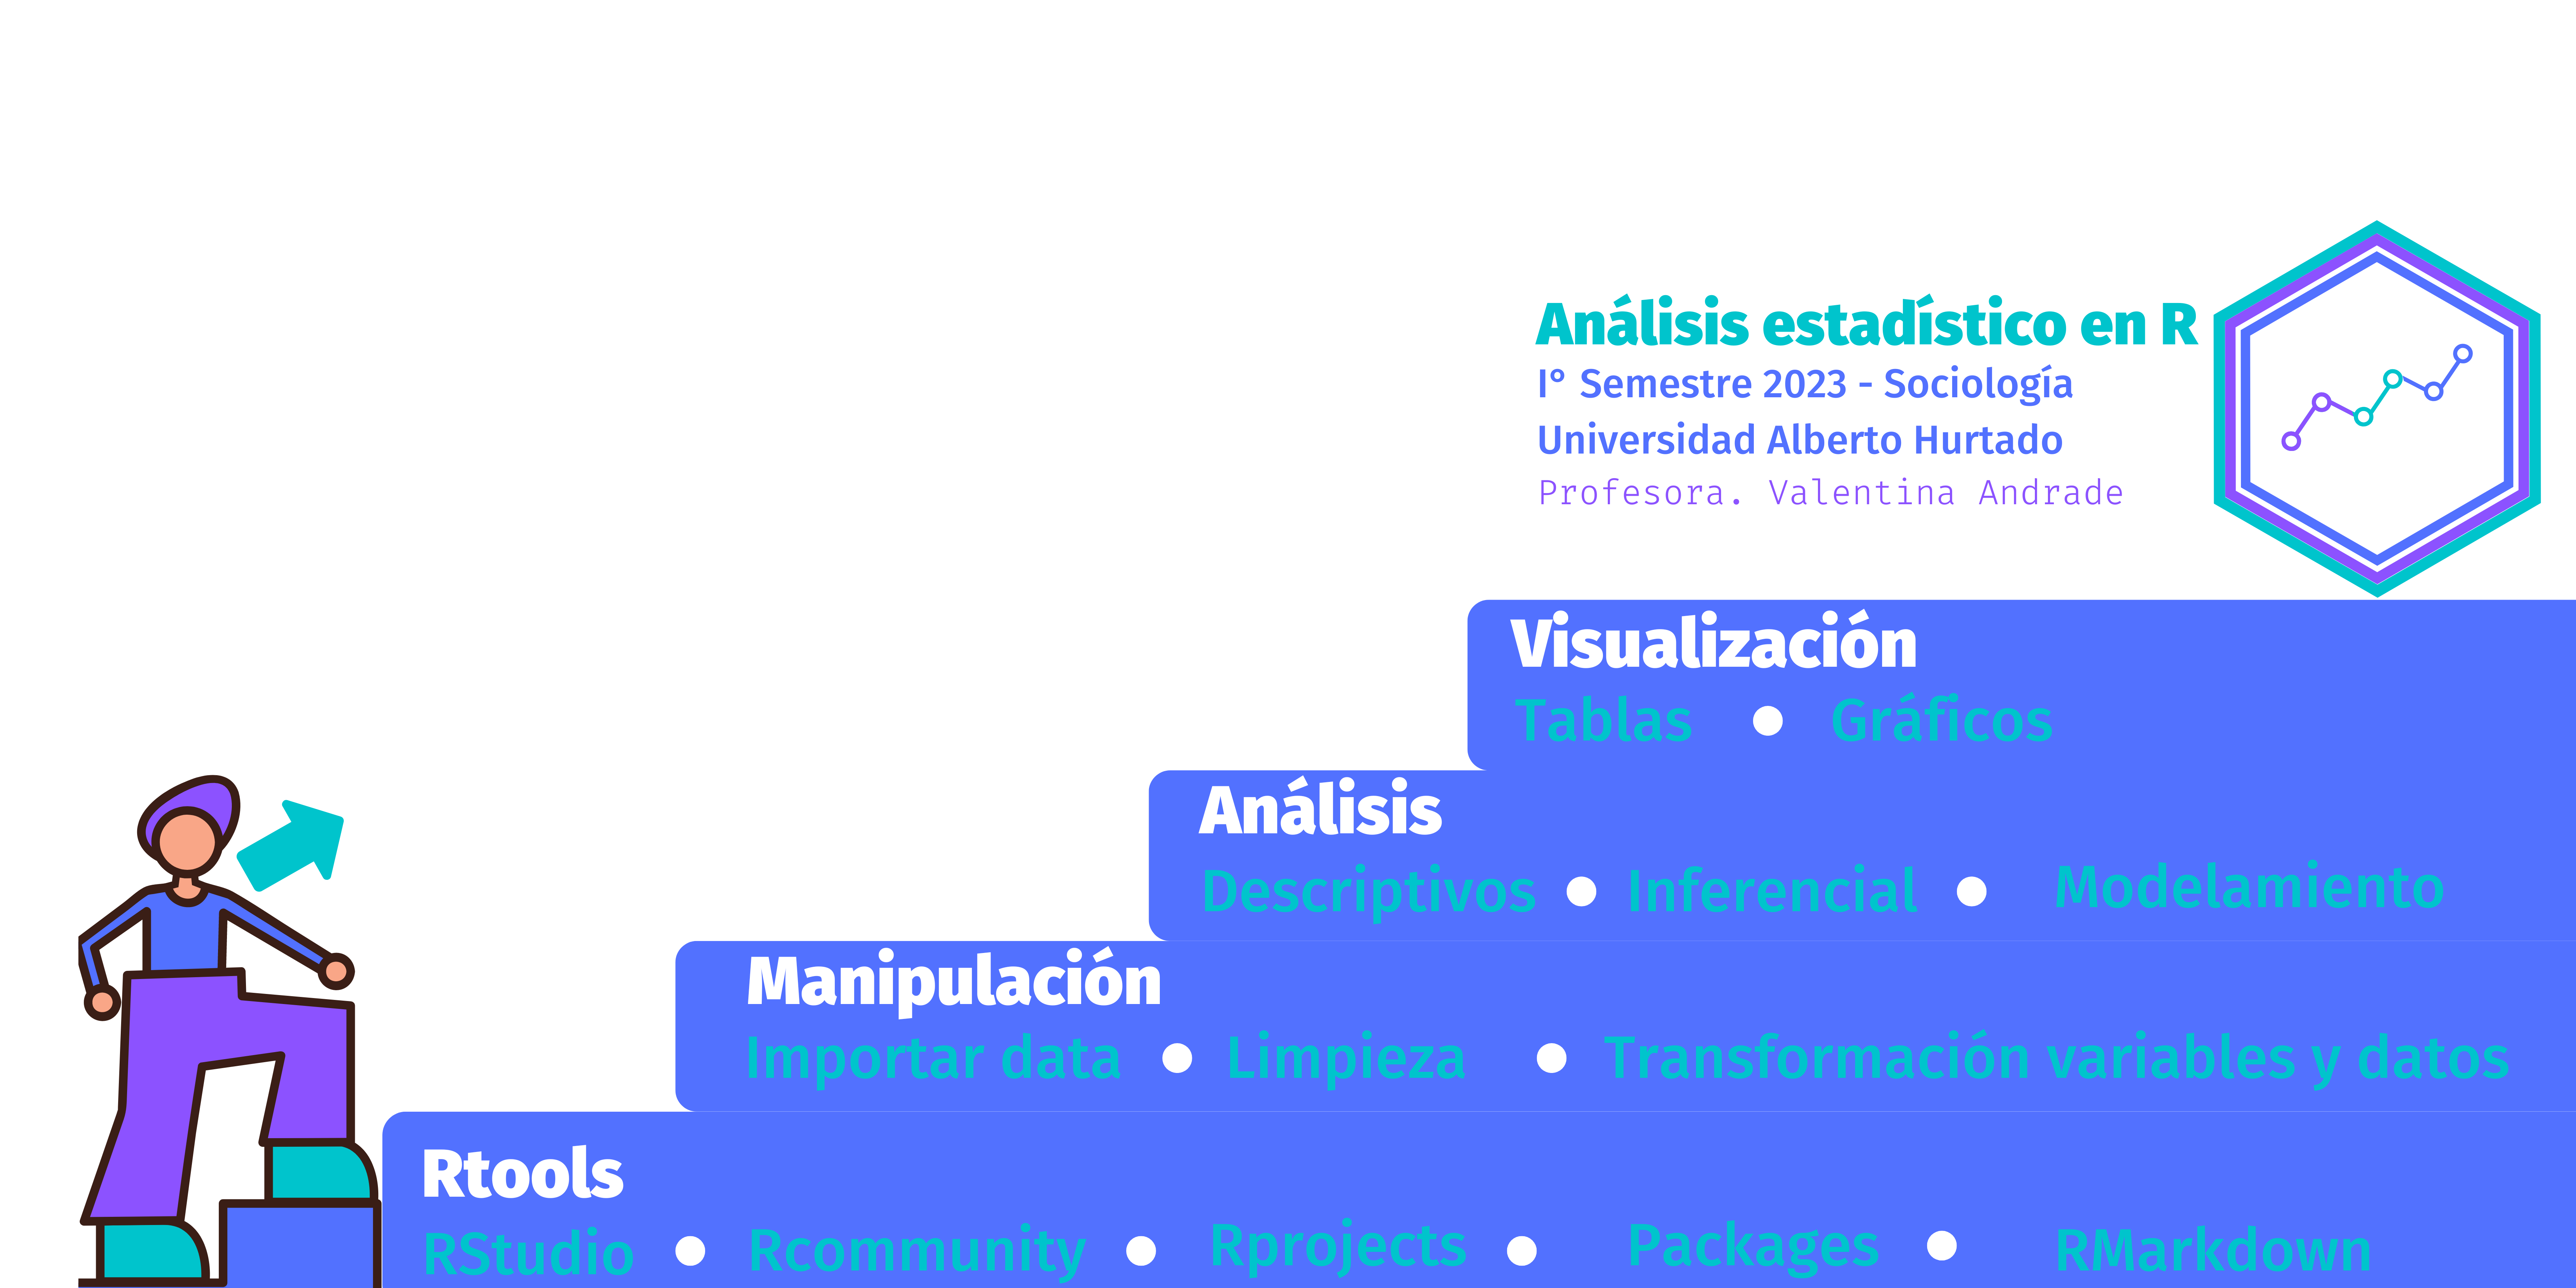 Análisis estadístico en R
I° Semestre 2023 - Sociología
Universidad Alberto Hurtado
Profesora. Valentina Andrade
Visualización
Tablas • Gráficos
Análisis
Descriptivos • Inferencial • Modelamiento
Manipulación
Importar data • Limpieza • Transformación variables y datos
Rtools
RStudio • Rcommunity • Rprojects • Packages • RMarkdown